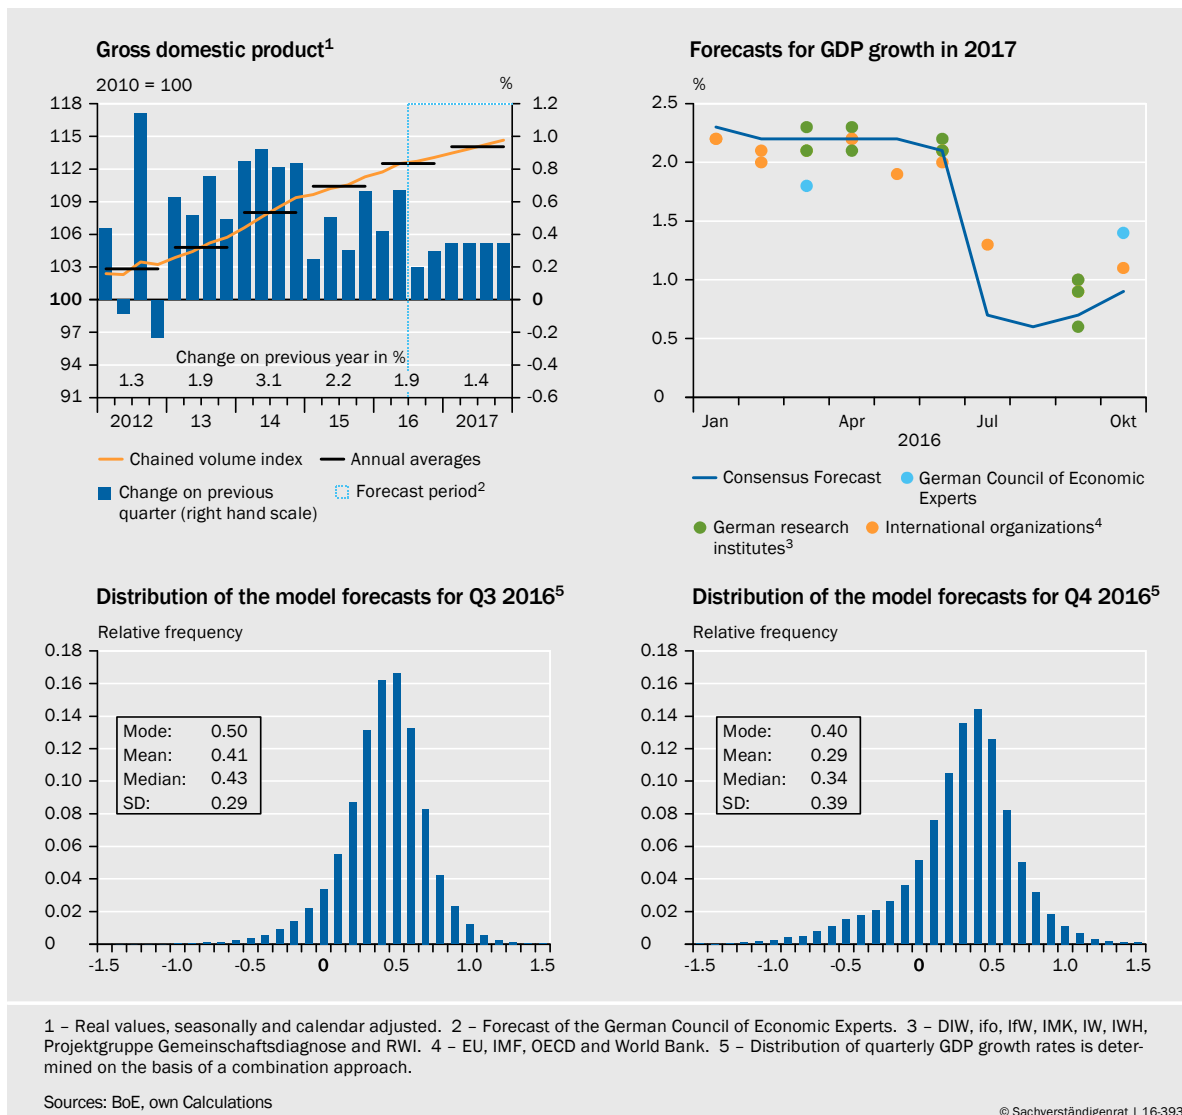 Gross domestic product1
2010 = 100 %
118 1.2
115 1.0
112 0.8
109 0.6
106 0.4
103 0.2
100 0
97 -0.2
94 -0.4
91 -0.6
Change on previous year in %
1.3 1.9 3.1 2.2 1.9 1.4
2012 13 14 15 16 2017
Chained volume index Annual averages
Change on previous Forecast period2
quarter (right hand scale)
Forecasts for GDP growth in 2017
%
2.5
2.0
1.5
1.0
0.5
0
Jan Apr Jul Okt
2016
Consensus Forecast German Council of Economic
Experts
German research International organizations4
institutes3
Distribution of the model forecasts for Q3 20165
Relative frequency
0.18
0.16
0.14
0.12
0.10
0.08
0.06
0.04
0.02
0
Mode: 0.50
Mean: 0.41
Median: 0.43
SD: 0.29
-1.5 -1.0 -0.5 0 0.5 1.0 1.5
Distribution of the model forecasts for Q4 20165
Relative frequency
0.18
0.16
0.14
0.12
0.10
0.08
0.06
0.04
0.02
0
Mode: 0.40
Mean: 0.29
Median: 0.34
SD: 0.39
-1.5 -1.0 -0.5 0 0.5 1.0 1.5
1 – Real values, seasonally and calendar adjusted. 2 – Forecast of the German Council of Economic Experts. 3 – DIW, ifo, IfW, IMK, IW, IWH,
Projektgruppe Gemeinschaftsdiagnose and RWI. 4 – EU, IMF, OECD and World Bank. 5 – Distribution of quarterly GDP growth rates is deter-
mined on the basis of a combination approach.
Sources: BoE, own Calculations
© Sachverständigenrat | 16-393